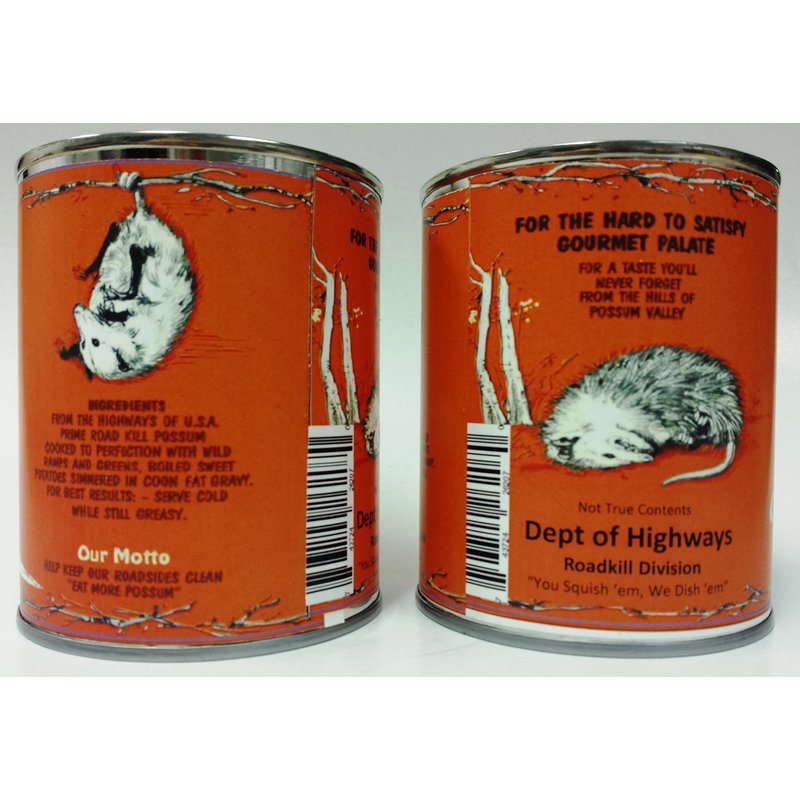 INGREDIENTS
FROM THE HIGHWAYS OF U.S.A.
PRIME ROAD KILL POSSUM
COOKED TO PERFECTION WITH WILD
RAMPS AND GREENS, BOILED SWEET
POTATOES SIMMERED IN COON FAT GRAVY.
FOR BEST RESULTS: - SERVE COLD
WHILE STILL GREASY.
Our Motto
HELP KEEP OUR ROADSIDES CLEAN
"EAT MORE POSSUM"
FOR THE
Dept
"You
FOR THE HARD TO SATISFY
GOURMET PALATE
FOR A TASTE YOU'LL
NEVER FORGET
FROM THE HILLS OF
POSSUM VALLEY
Not True Contents
Dept of Highways
Roadkill Division
"You Squish 'em, We Dish 'em"